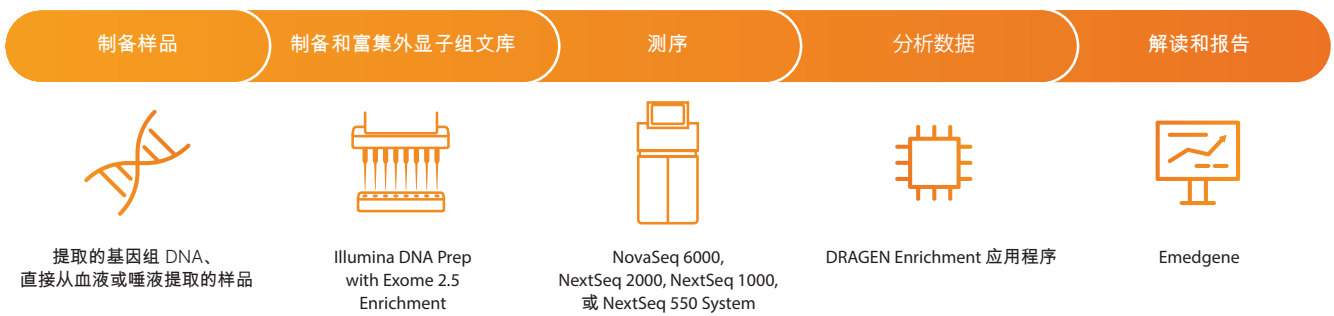 制备样品
制备和富集外显子组文库
测序
分析数据
解读和报告
提取的基因组 DNA、
直接从血液或唾液提取的样品
Illumina DNA Prep
with Exome 2.5
Enrichment
NovaSeq 6000,
NextSeq 2000, NextSeq 1000,
或 NextSeq 550 System
DRAGEN Enrichment 应用程序
Emedgene